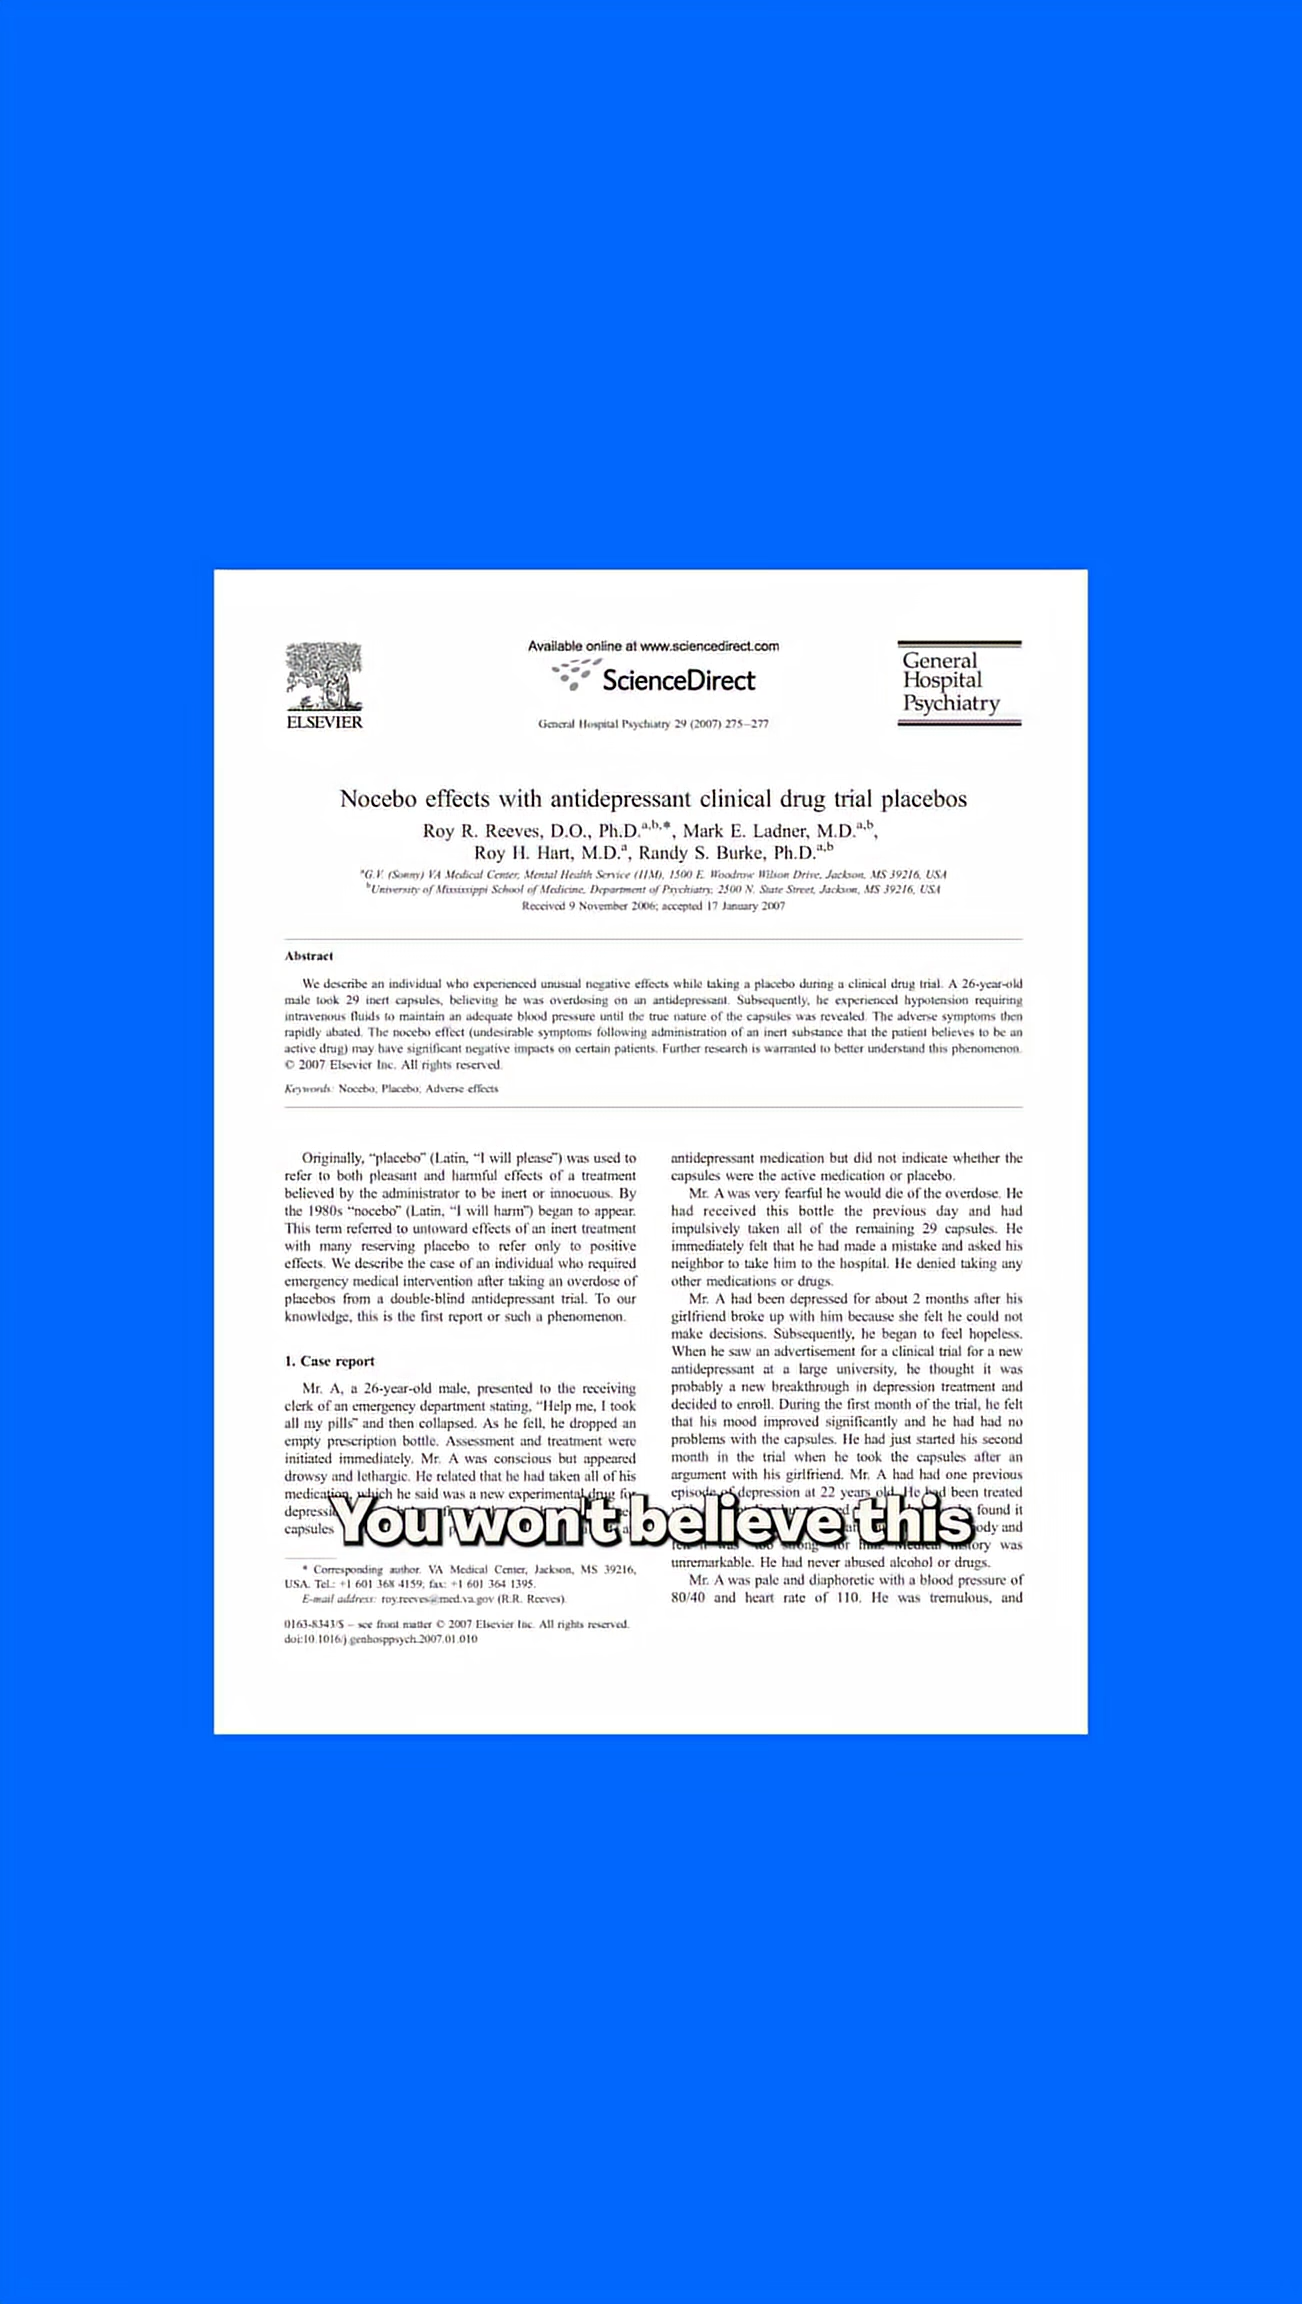 ELSEVIER
Available online at www.sciencedirect.com
ScienceDirect
General Hospital Psychiatry 29 (2007) 275–277
General
Hospital
Psychiatry
Nocebo effects with antidepressant clinical drug trial placebos
Roy R. Reeves, D.O., Ph.D.a,b,*, Mark E. Ladner, M.D.a,b,
Roy H. Hart, M.D.a, Randy S. Burke, Ph.D.a,b
aG.V. (Sonny) VA Medical Center, Mental Health Service (11M), 1500 E. Woodrow Wilson Drive, Jackson, MS 39216, USA
bUniversity of Mississippi School of Medicine, Department of Psychiatry, 2500 N. State Street, Jackson, MS 39216, USA
Received 9 November 2006; accepted 17 January 2007
Abstract
We describe an individual who experienced unusual negative effects while taking a placebo during a clinical drug trial. A 26-year-old
male took 29 inert capsules, believing he was overdosing on an antidepressant. Subsequently, he experienced hypotension requiring
intravenous fluids to maintain an adequate blood pressure until the true nature of the capsules was revealed. The adverse symptoms then
rapidly abated. The nocebo effect (undesirable symptoms following administration of an inert substance that the patient believes to be an
active drug) may have significant negative impacts on certain patients. Further research is warranted to better understand this phenomenon.
© 2007 Elsevier Inc. All rights reserved.
Keywords: Nocebo; Placebo; Adverse effects
Originally, “placebo” (Latin, “I will please”) was used to
refer to both pleasant and harmful effects of a treatment
believed by the administrator to be inert or innocuous. By
the 1980s “nocebo” (Latin, “I will harm”) began to appear.
This term referred to untoward effects of an inert treatment
with many reserving placebo to refer only to positive
effects. We describe the case of an individual who required
emergency medical intervention after taking an overdose of
placebos from a double-blind antidepressant trial. To our
knowledge, this is the first report or such a phenomenon.
1. Case report
Mr. A, a 26-year-old male, presented to the receiving
clerk of an emergency department stating, “Help me, I took
all my pills” and then collapsed. As he fell, he dropped an
empty prescription bottle. Assessment and treatment were
initiated immediately. Mr. A was conscious but appeared
drowsy and lethargic. He related that he had taken all of his
medication, which he said was a new experimental drug for
capsules
* Corresponding author. VA Medical Center, Jackson, MS 39216,
USA. Tel.: +1 601 368 4159; fax: +1 601 364 1395.
E-mail address: roy.reeves@med.va.gov (R.R. Reeves).
0163-8343/$ – see front matter © 2007 Elsevier Inc. All rights reserved.
doi:10.1016/j.genhosppsych.2007.01.010
antidepressant medication but did not indicate whether the
capsules were the active medication or placebo.
Mr. A was very fearful he would die of the overdose. He
had received this bottle the previous day and had
impulsively taken all of the remaining 29 capsules. He
immediately felt that he had made a mistake and asked his
neighbor to take him to the hospital. He denied taking any
other medications or drugs.
Mr. A had been depressed for about 2 months after his
girlfriend broke up with him because she felt he could not
make decisions. Subsequently, he began to feel hopeless.
When he saw an advertisement for a clinical trial for a new
antidepressant at a large university, he thought it was
probably a new breakthrough in depression treatment and
decided to enroll. During the first month of the trial, he felt
that his mood improved significantly and he had had no
problems with the capsules. He had just started his second
month in the trial when he took the capsules after an
argument with his girlfriend. Mr. A had had one previous
episode of depression at 22 years old. He had been treated
found it
and
was
unremarkable. He had never abused alcohol or drugs.
Mr. A was pale and diaphoretic with a blood pressure of
80/40 and heart rate of 110. He was tremulous, and
You won't believe this